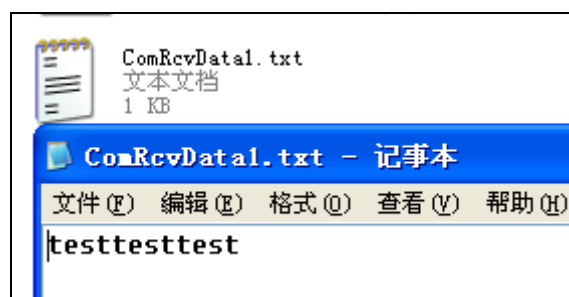 ComRcvData1.txt
文本文档
1 KB
ComRcvData1.txt - 记事本
文件(F) 编辑(E) 格式(O) 查看(V) 帮助(H)
testtesttest